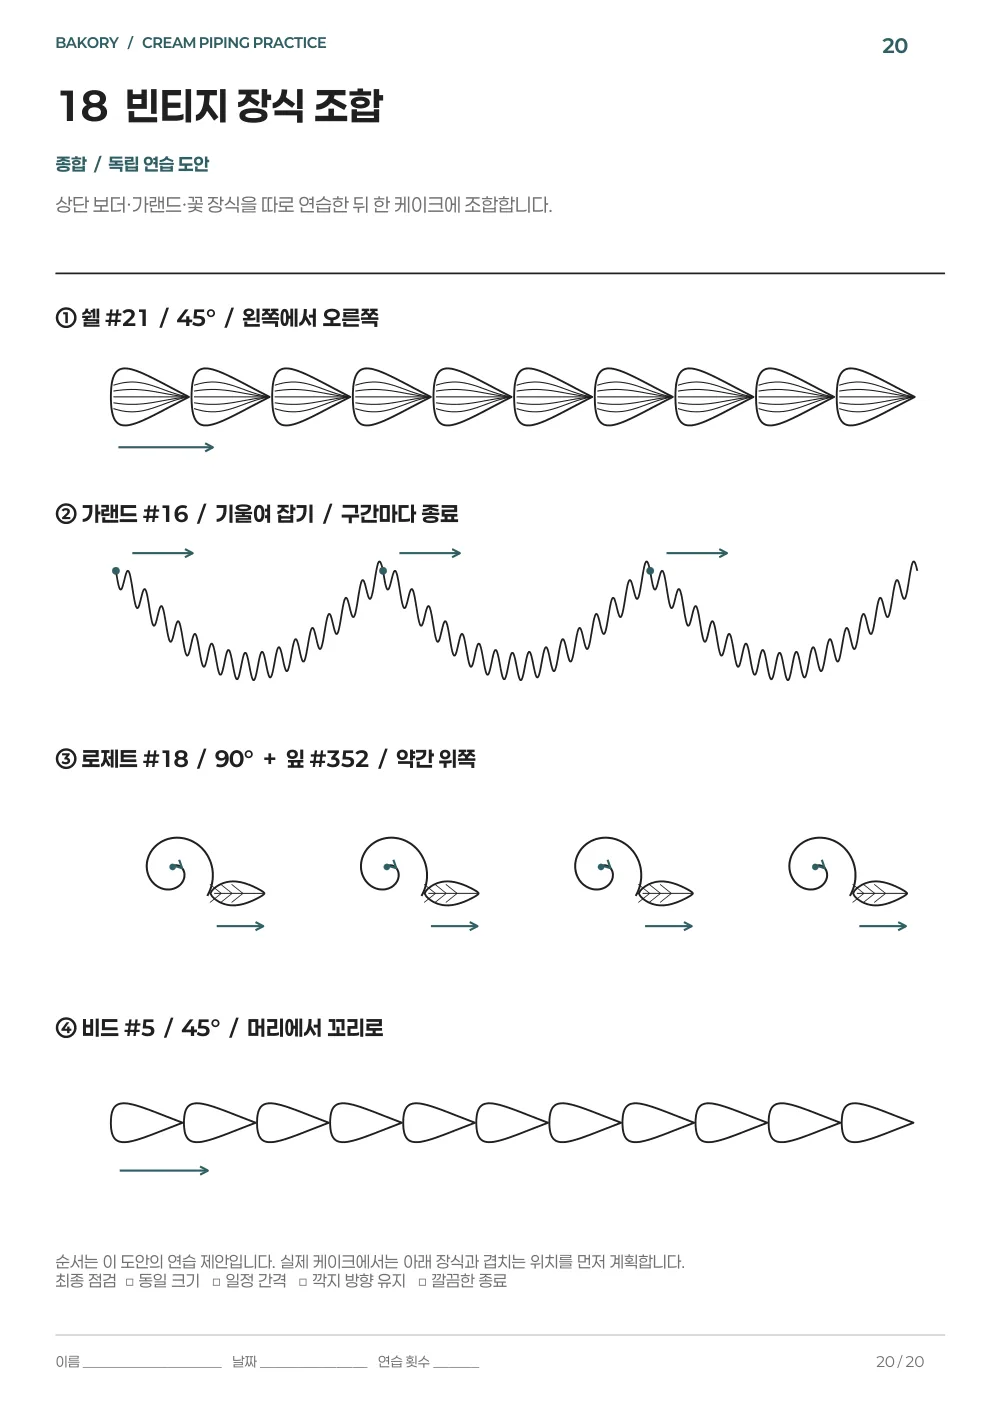 BAKORY / CREAM PIPING PRACTICE
20
18 빈티지 장식 조합
종합 / 독립 연습 도안
상단 보더·가랜드·꽃 장식을 따로 연습한 뒤 한 케이크에 조합합니다.
① 쉘 #21 / 45° / 왼쪽에서 오른쪽
② 가랜드 #16 / 기울여 잡기 / 구간마다 종료
③ 로제트 #18 / 90° + 잎 #352 / 약간 위쪽
④ 비드 #5 / 45° / 머리에서 꼬리로
순서는 이 도안의 연습 제안입니다. 실제 케이크에서는 아래 장식과 겹치는 위치를 먼저 계획합니다.
최종 점검 □ 동일 크기 □ 일정 간격 □ 깍지 방향 유지 □ 깔끔한 종료
이름 ____________________ 날짜 ________________ 연습 횟수 _______
20 / 20